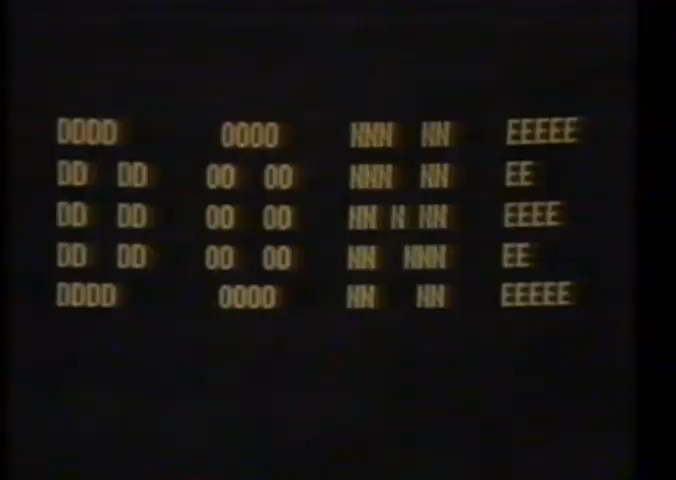 DDDD      OOOO     NNN  NN    EEEEE
DD  DD   OO  OO    NNN  NN    EE
DD  DD   OO  OO    NN N NN    EEEE
DD  DD   OO  OO    NN  NNN    EE
DDDD      OOOO     NN   NN    EEEEE